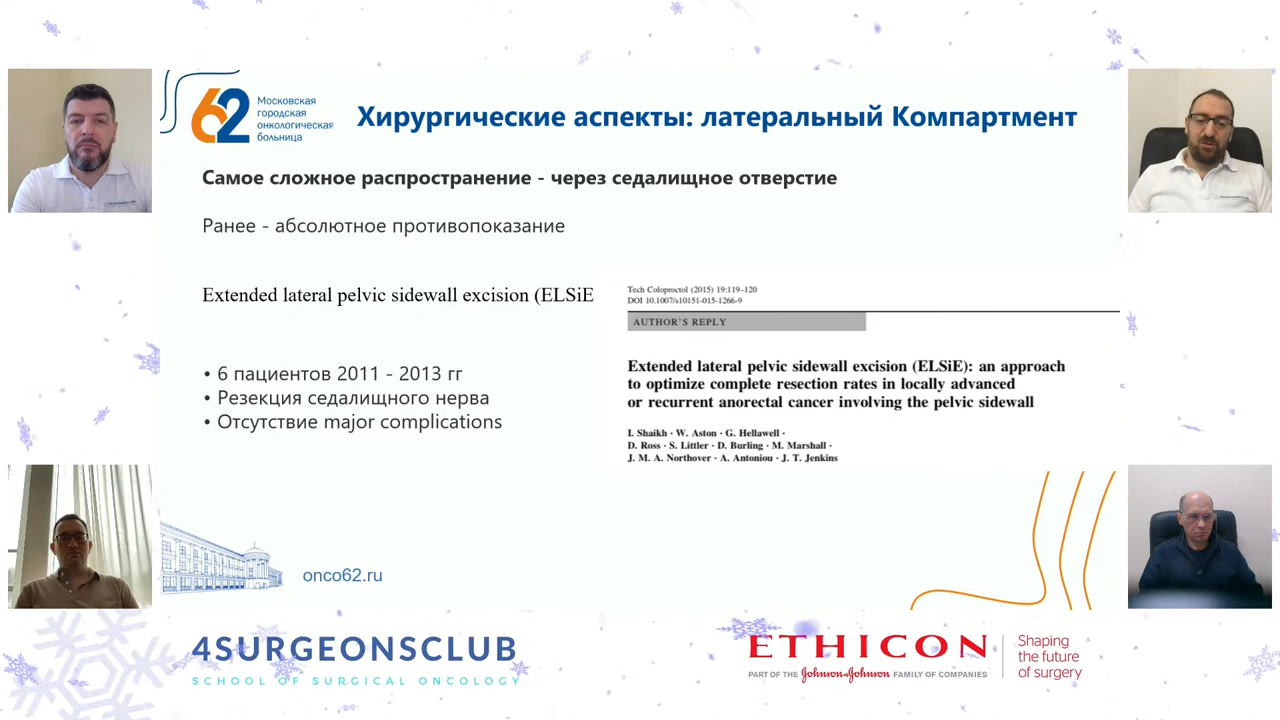 62
Московская
городская
онкологическая
больница
Хирургические аспекты: латеральный Компартмент
Самое сложное распространение - через седалищное отверстие
Ранее - абсолютное противопоказание
Extended lateral pelvic sidewall excision (ELSiE
• 6 пациентов 2011 - 2013 гг
• Резекция седалищного нерва
• Отсутствие major complications
Tech Coloproctol (2015) 19:119–120
DOI 10.1007/s10151-015-1266-9
AUTHOR'S REPLY
Extended lateral pelvic sidewall excision (ELSiE): an approach
to optimize complete resection rates in locally advanced
or recurrent anorectal cancer involving the pelvic sidewall
I. Shaikh · W. Aston · G. Hellawell ·
D. Ross · S. Littler · D. Burling · M. Marshall ·
J. M. A. Northover · A. Antoniou · J. T. Jenkins
onco62.ru
4SURGEONSCLUB
SCHOOL OF SURGICAL ONCOLOGY
ETHICON
PART OF THE Johnson&Johnson FAMILY OF COMPANIES
Shaping
the future
of surgery